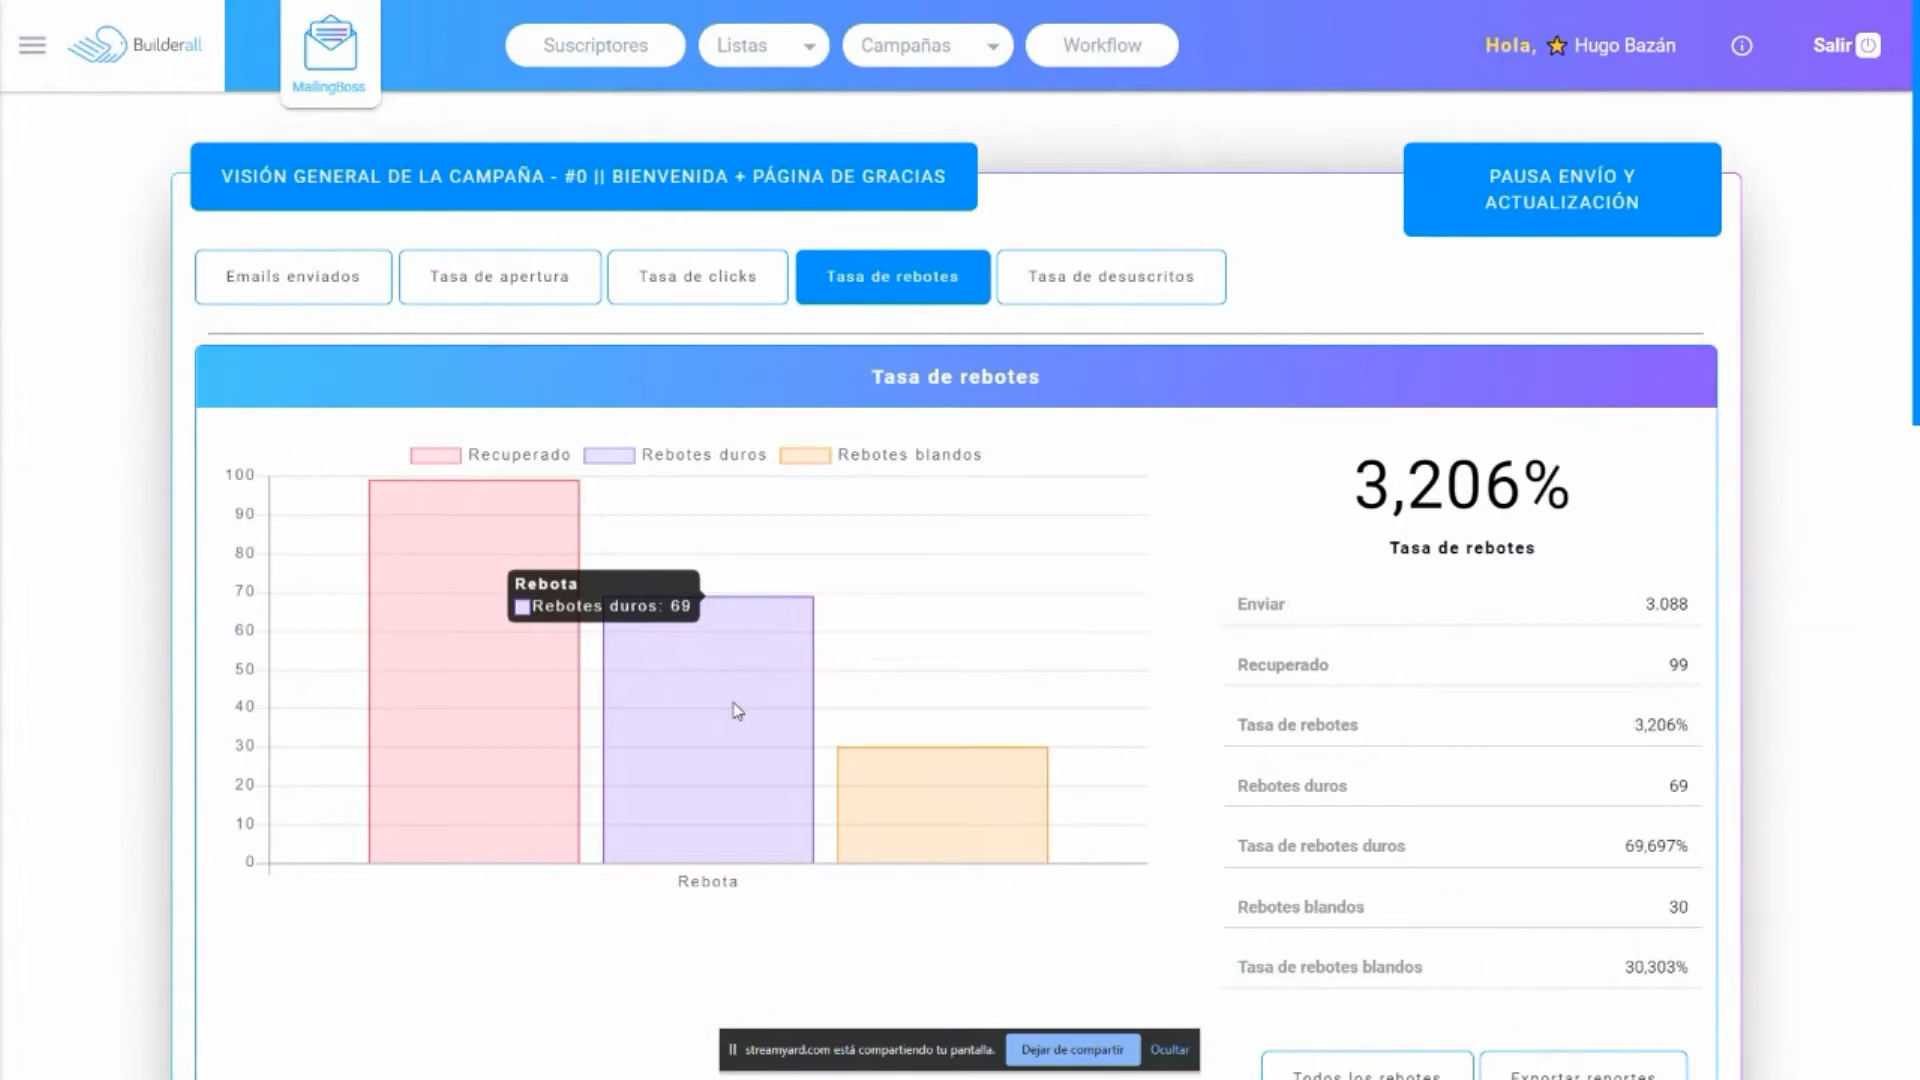 Builderall
MailingBoss
Suscriptores
Listas
Campañas
Workflow
Hola, ⭐ Hugo Bazán
Salir
VISIÓN GENERAL DE LA CAMPAÑA - #0 || BIENVENIDA + PÁGINA DE GRACIAS
PAUSA ENVÍO Y
ACTUALIZACIÓN
Emails enviados
Tasa de apertura
Tasa de clicks
Tasa de rebotes
Tasa de desuscritos
Tasa de rebotes
Recuperado
Rebotes duros
Rebotes blandos
100
90
80
70
60
50
40
30
20
10
0
Rebota
Rebotes duros: 69
Rebota
3,206%
Tasa de rebotes
Enviar 3.088
Recuperado 99
Tasa de rebotes 3,206%
Rebotes duros 69
Tasa de rebotes duros 69,697%
Rebotes blandos 30
Tasa de rebotes blandos 30,303%
Todos los rebotes
Exportar reportes
streamyard.com está compartiendo tu pantalla.
Dejar de compartir
Ocultar